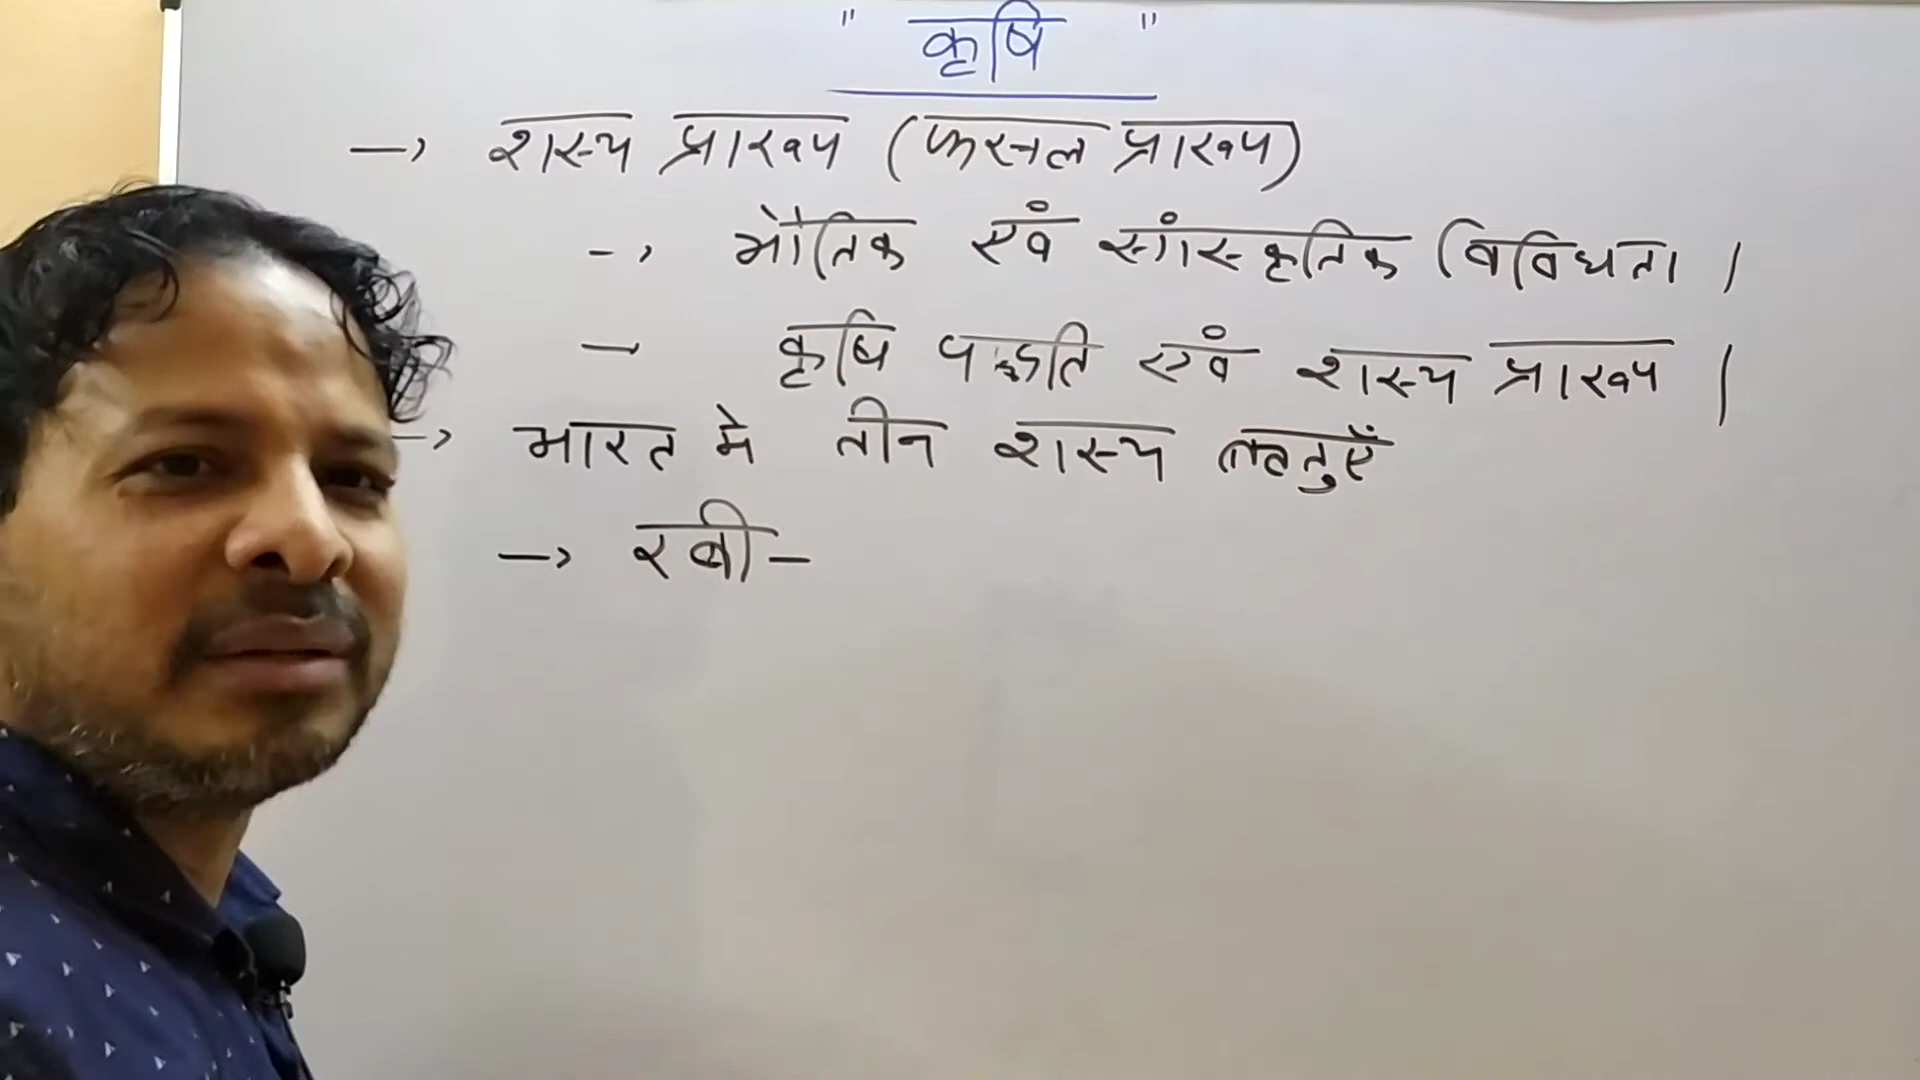 " कृषि "
→ शस्य प्रारूप (फसल प्रारूप)
→ भौतिक एवं सांस्कृतिक विविधता।
– कृषि पद्धति एवं शस्य प्रारूप।
→ भारत में तीन शस्य ऋतुएँ
→ रबी –